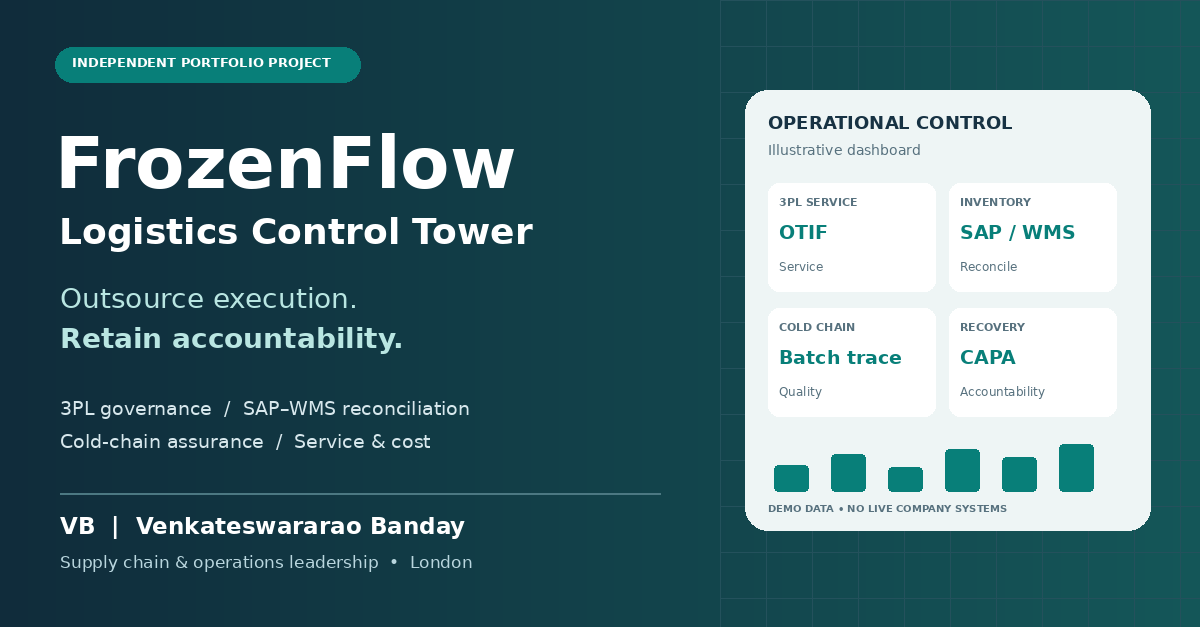 INDEPENDENT PORTFOLIO PROJECT
FrozenFlow
Logistics Control Tower
Outsource execution.
Retain accountability.
3PL governance / SAP–WMS reconciliation
Cold-chain assurance / Service & cost
VB | Venkateswararao Banday
Supply chain & operations leadership • London
OPERATIONAL CONTROL
Illustrative dashboard
3PL SERVICE
OTIF
Service
INVENTORY
SAP / WMS
Reconcile
COLD CHAIN
Batch trace
Quality
RECOVERY
CAPA
Accountability
DEMO DATA • NO LIVE COMPANY SYSTEMS